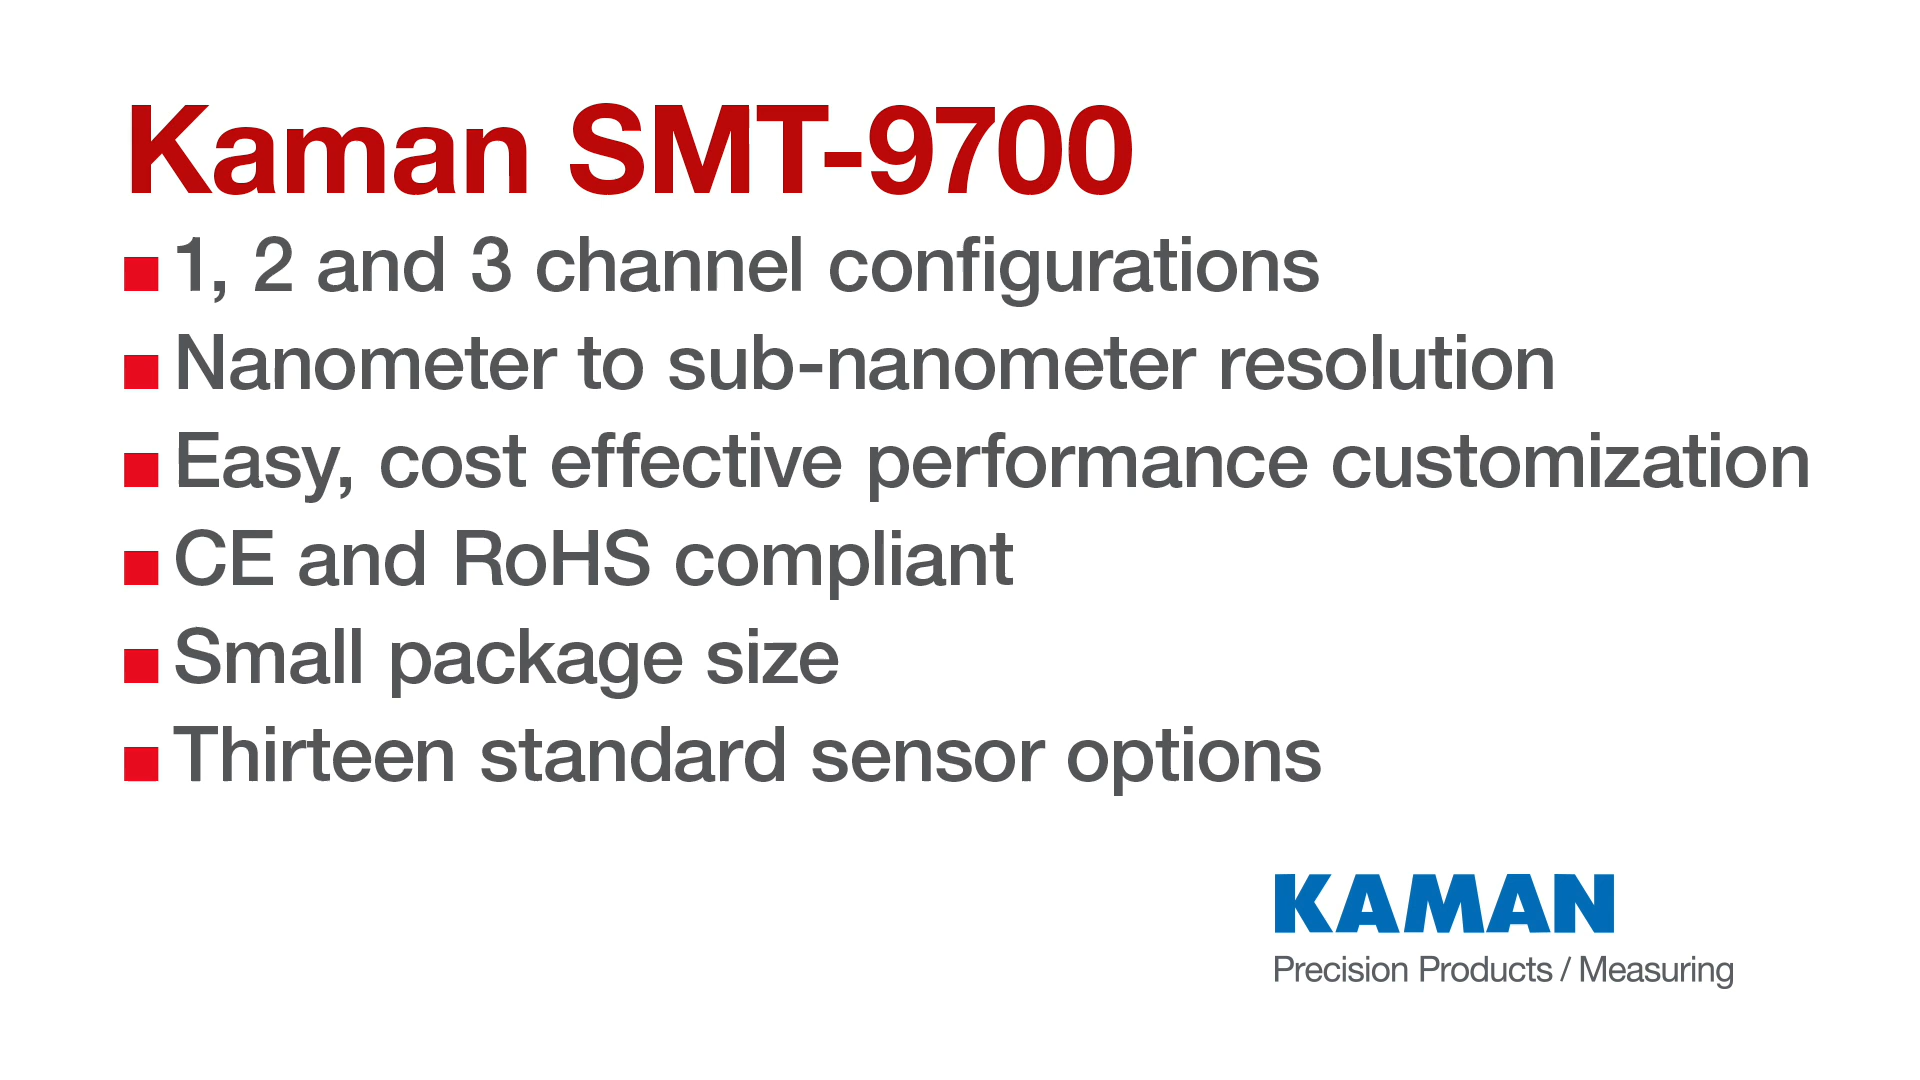 Kaman SMT-9700
1, 2 and 3 channel configurations
Nanometer to sub-nanometer resolution
Easy, cost effective performance customization
CE and RoHS compliant
Small package size
Thirteen standard sensor options
KAMAN
Precision Products / Measuring